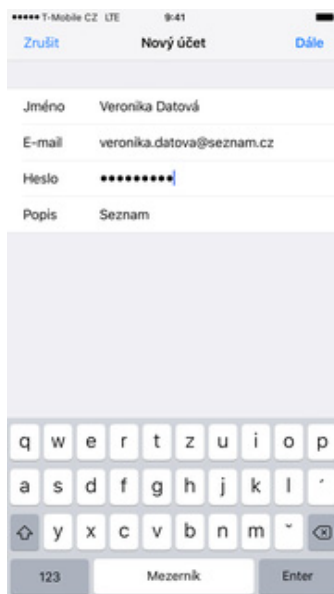 T-Mobile CZ LTE 9:41
Zrušit Nový účet Dále
Jméno Veronika Datová
E-mail veronika.datova@seznam.cz
Heslo •••••••••
Popis Seznam
q w e r t z u i o p
a s d f g h j k l ´
y x c v b n m ˇ
123 Mezerník Enter